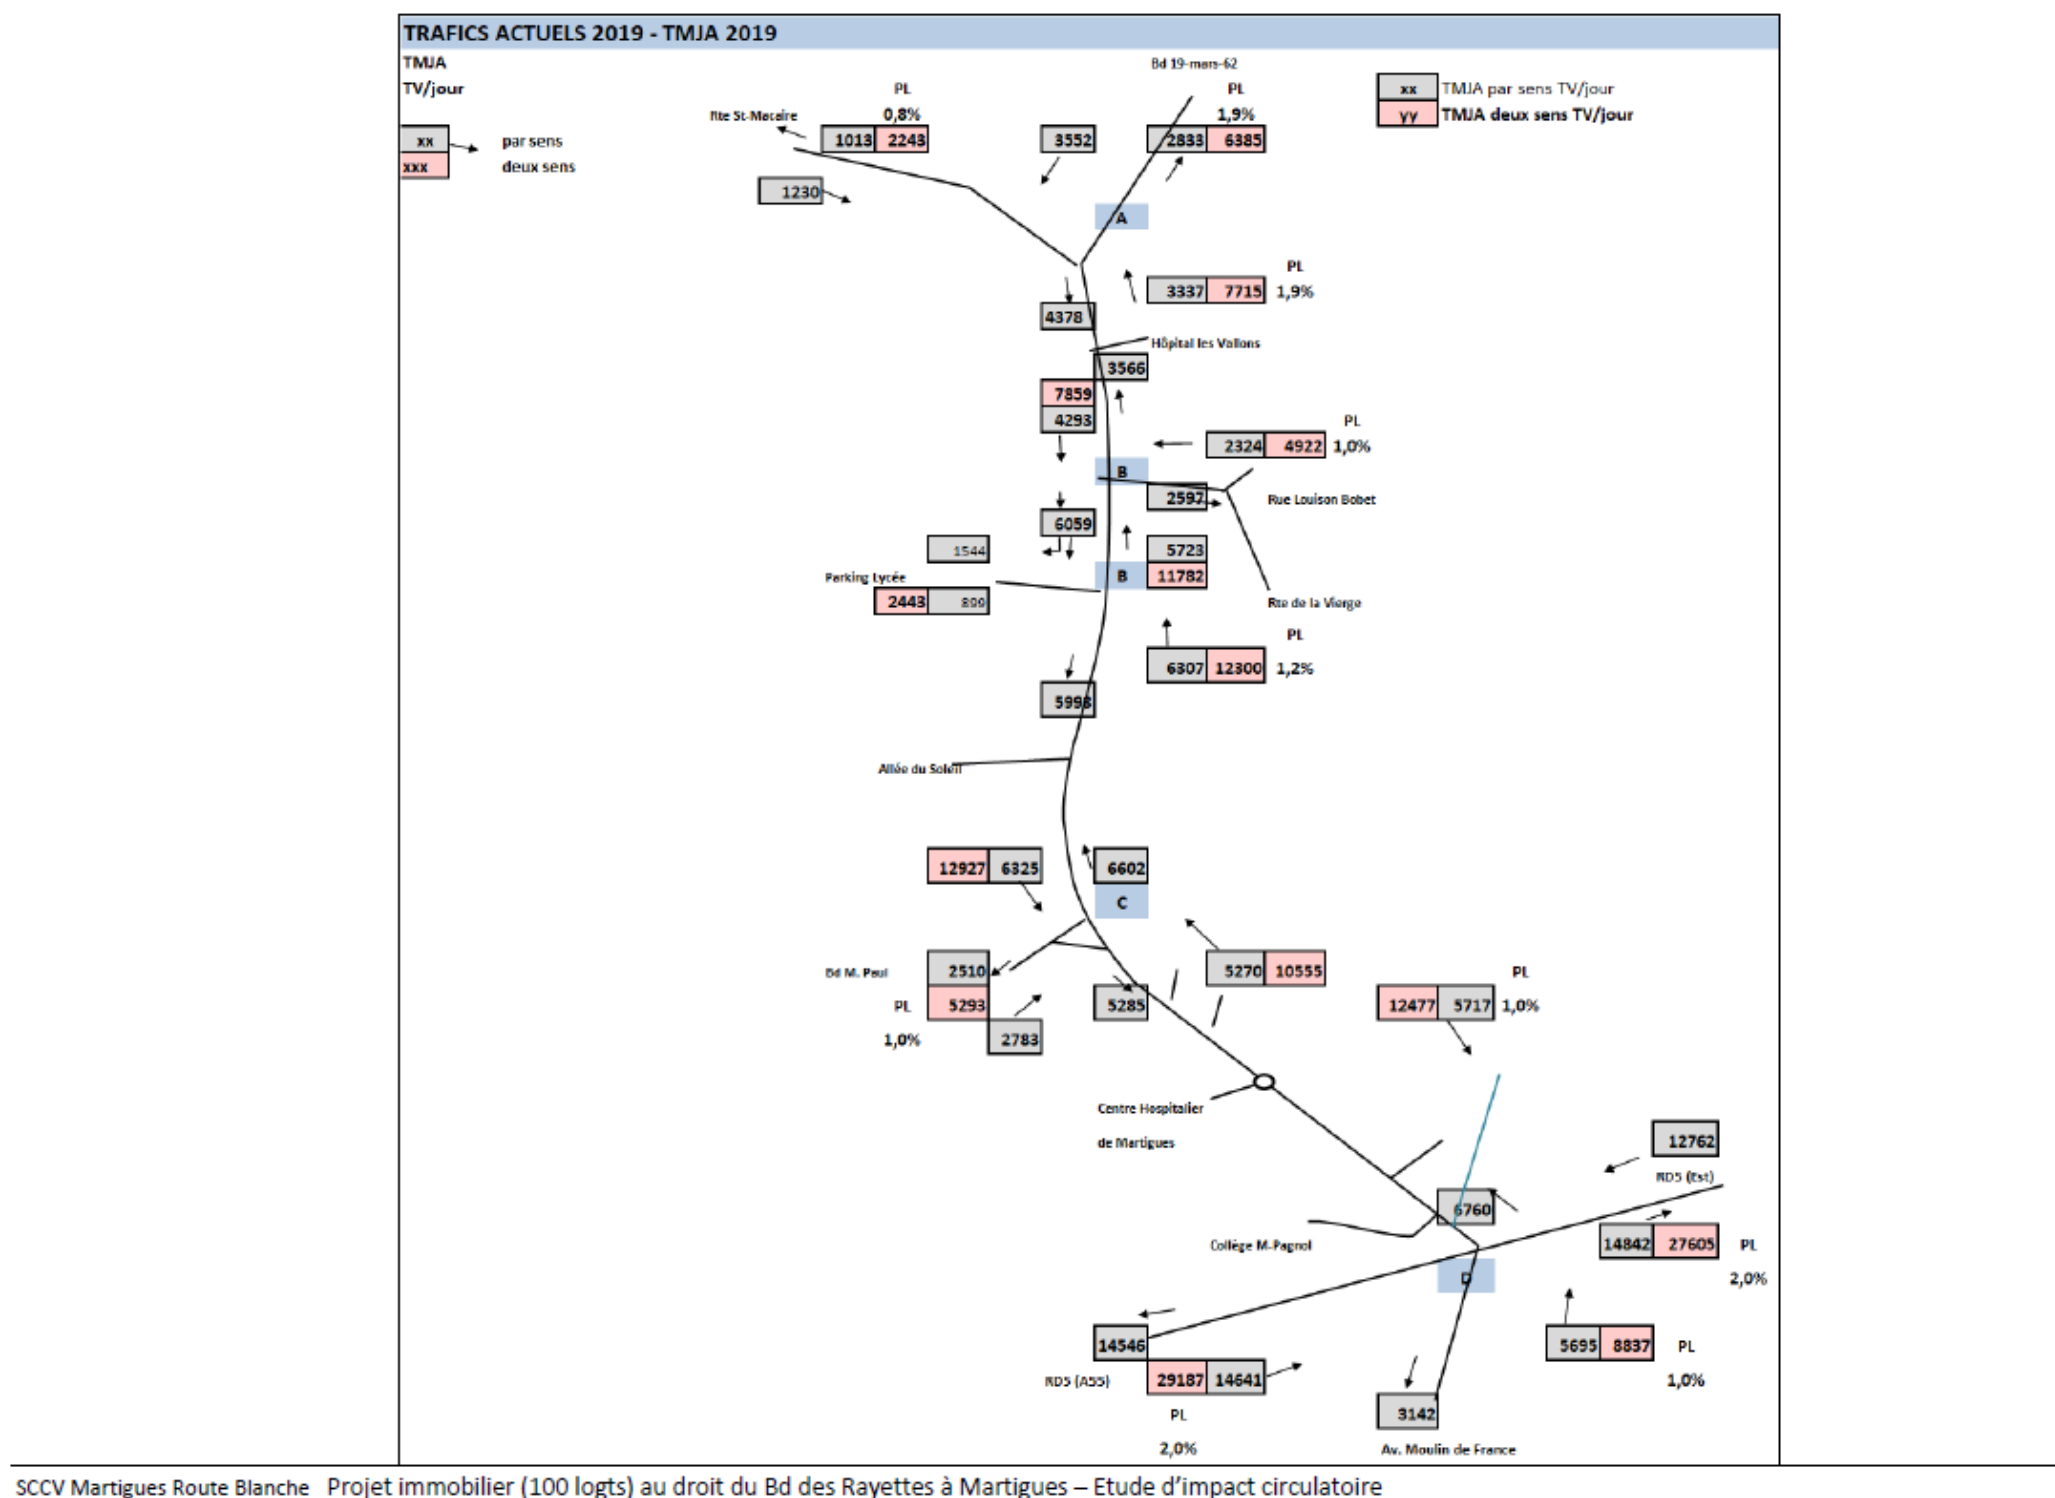 TRAFICS ACTUELS 2019 - TMJA 2019
TMJA
Bd 19-mars-62
TV/jour
PL
PL
xx TMJA par sens TV/jour
Rte St-Macaire
0,8%
1,9%
yy TMJA deux sens TV/jour
xx par sens
1013 2243
3552
2833 6385
xxx deux sens
1230
A
PL
3337 7715 1,9%
4378
Hôpital les Vallons
3566
7859
4293
PL
2324 4922 1,0%
B
2597
Rue Louison Bobet
6059
1544
5723
Parking Lycée
B
11782
2443 899
Rte de la Vierge
PL
6307 12300 1,2%
5993
Allée du Soleil
12927 6325
6602
C
Bd M. Paul
2510
5270 10555
PL
PL
5293
5285
12477 5717 1,0%
1,0%
2783
Centre Hospitalier
de Martigues
12762
RD5 (Est)
6760
Collège M-Pagnol
14842 27605 PL
D
2,0%
14546
5695 8837 PL
RD5 (A55)
29187 14641
1,0%
PL
3142
2,0%
Av. Moulin de France
SCCV Martigues Route Blanche Projet immobilier (100 logts) au droit du Bd des Rayettes à Martigues – Etude d'impact circulatoire